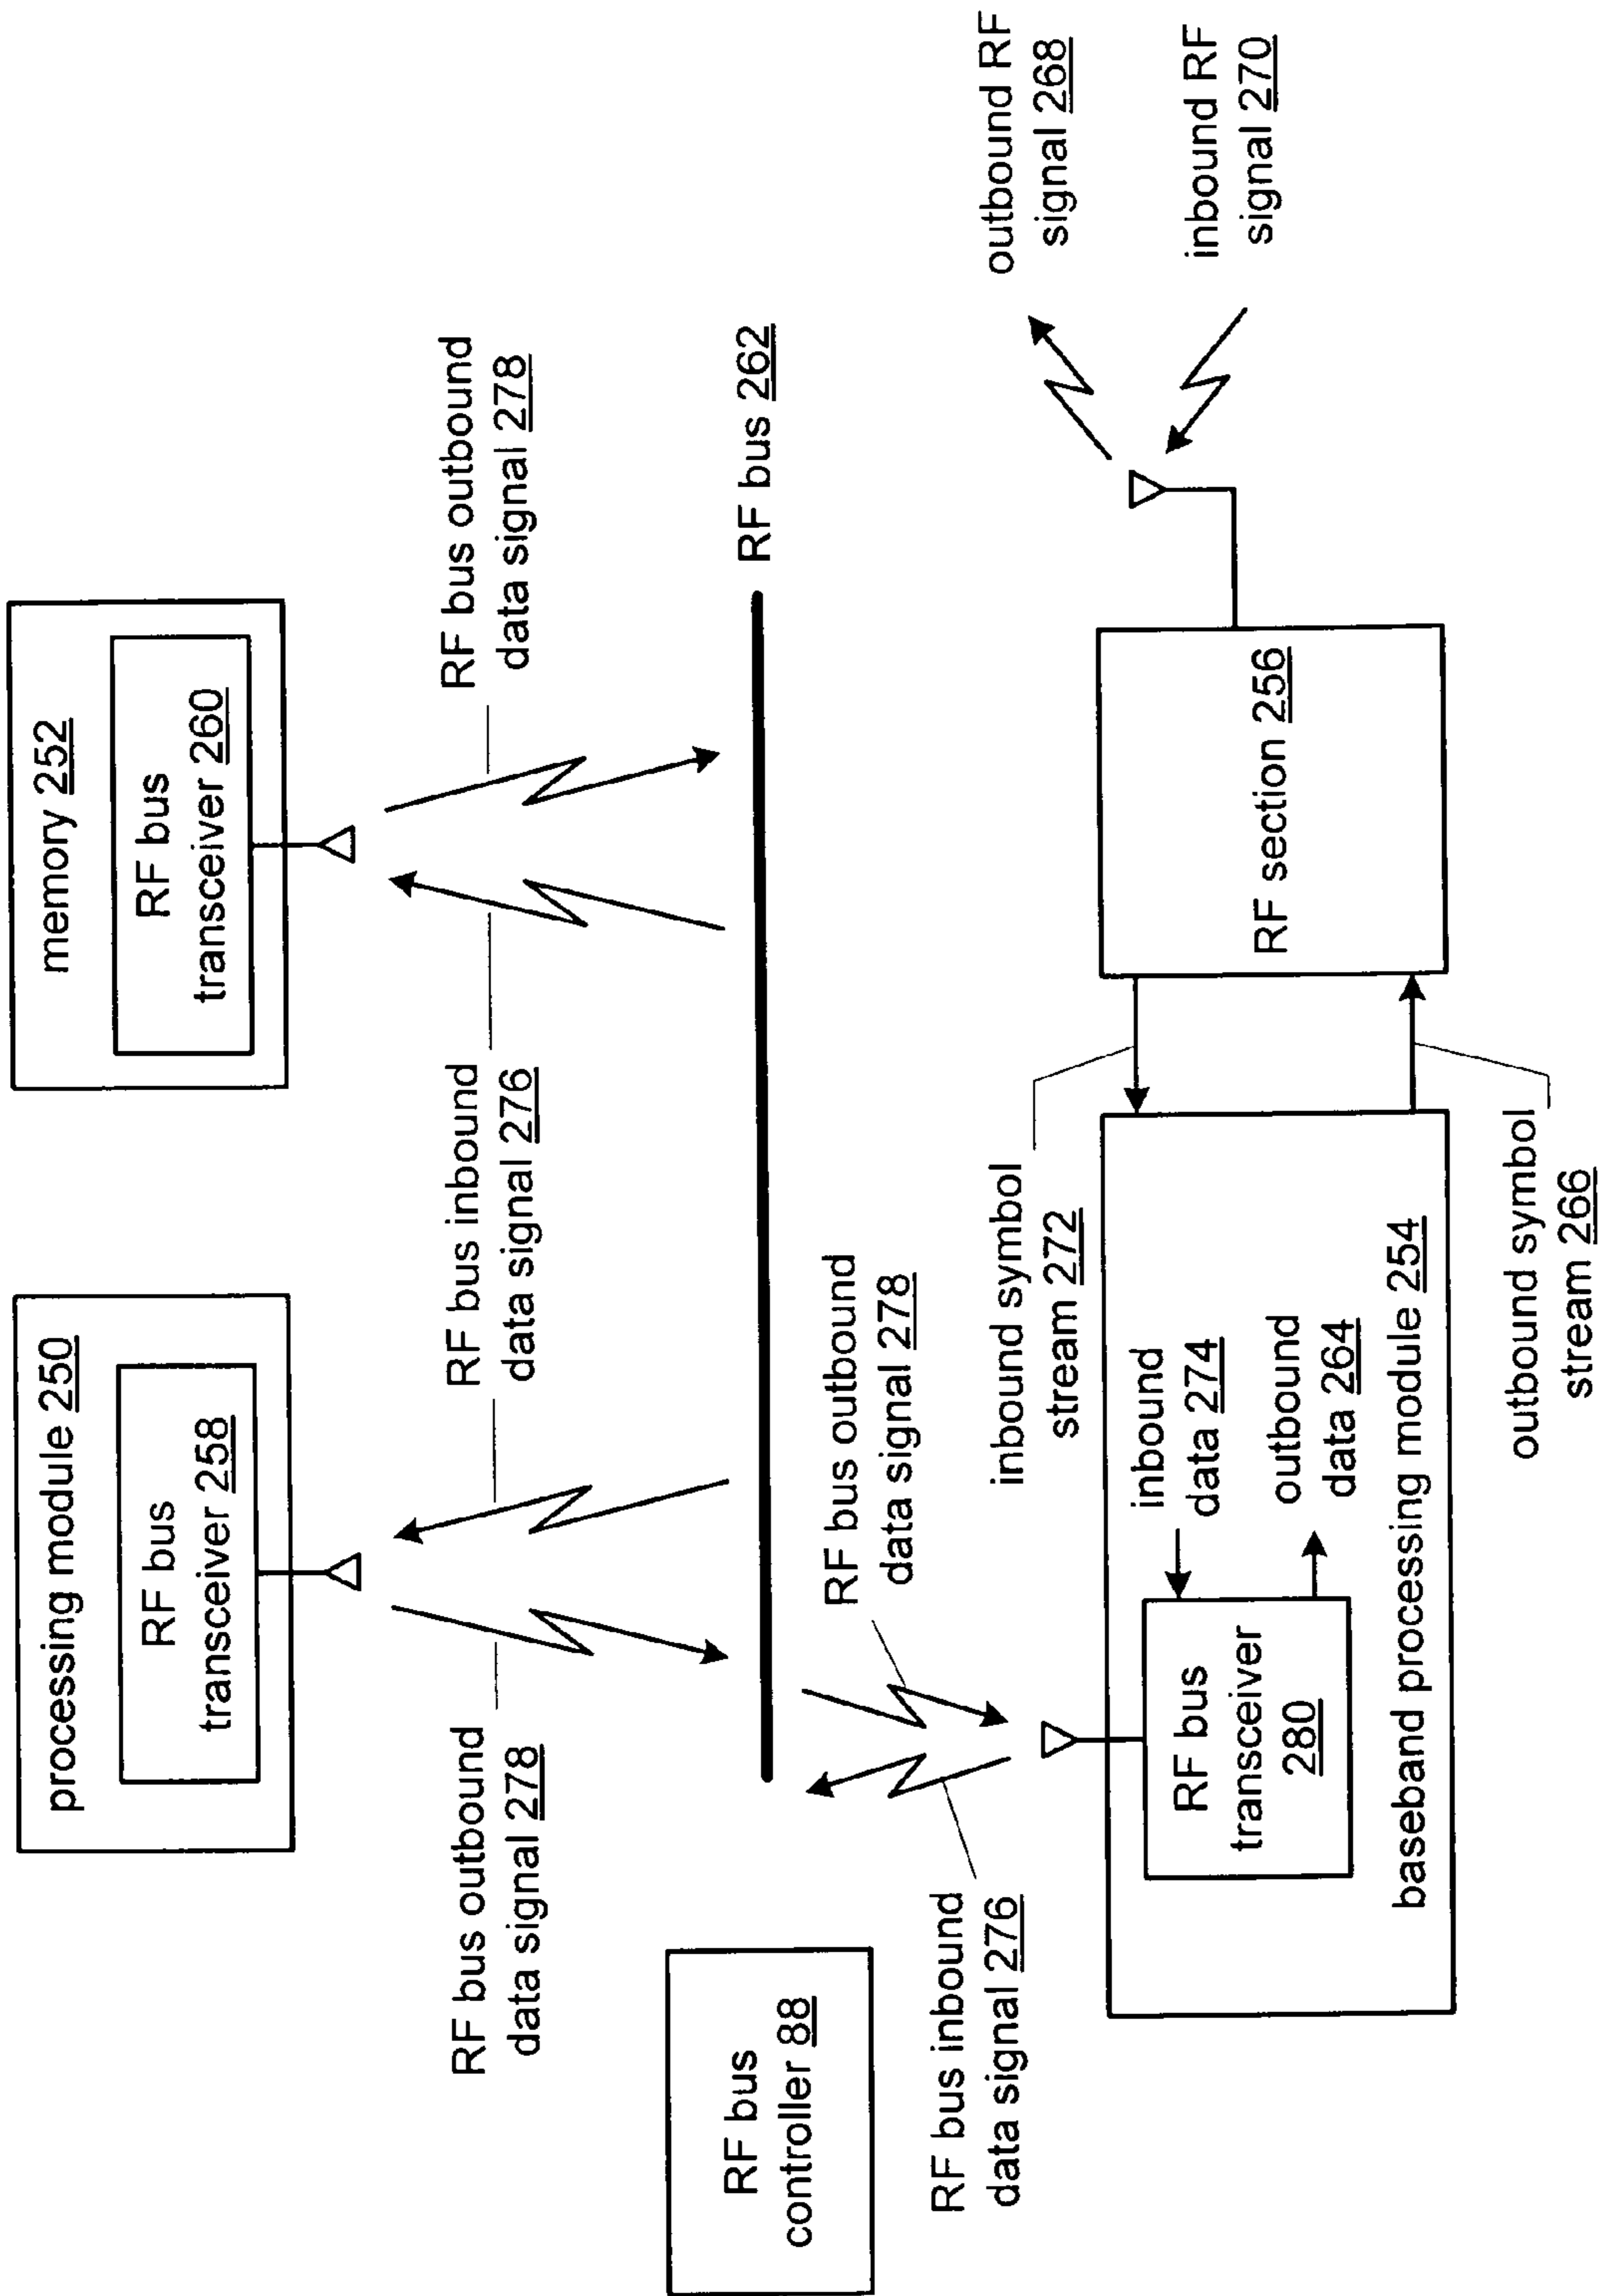 processing module 250
RF bus
transceiver 258
memory 252
RF bus
transceiver 260
RF bus outbound
data signal 278
RF bus inbound
data signal 276
RF bus outbound
data signal 278
RF bus 262
RF bus
controller 88
RF bus outbound
data signal 278
RF bus inbound
data signal 276
outbound RF
signal 268
inbound RF
signal 270
inbound symbol
stream 272
RF bus
transceiver
280
inbound
data 274
outbound
data 264
baseband processing module 254
RF section 256
outbound symbol
stream 266